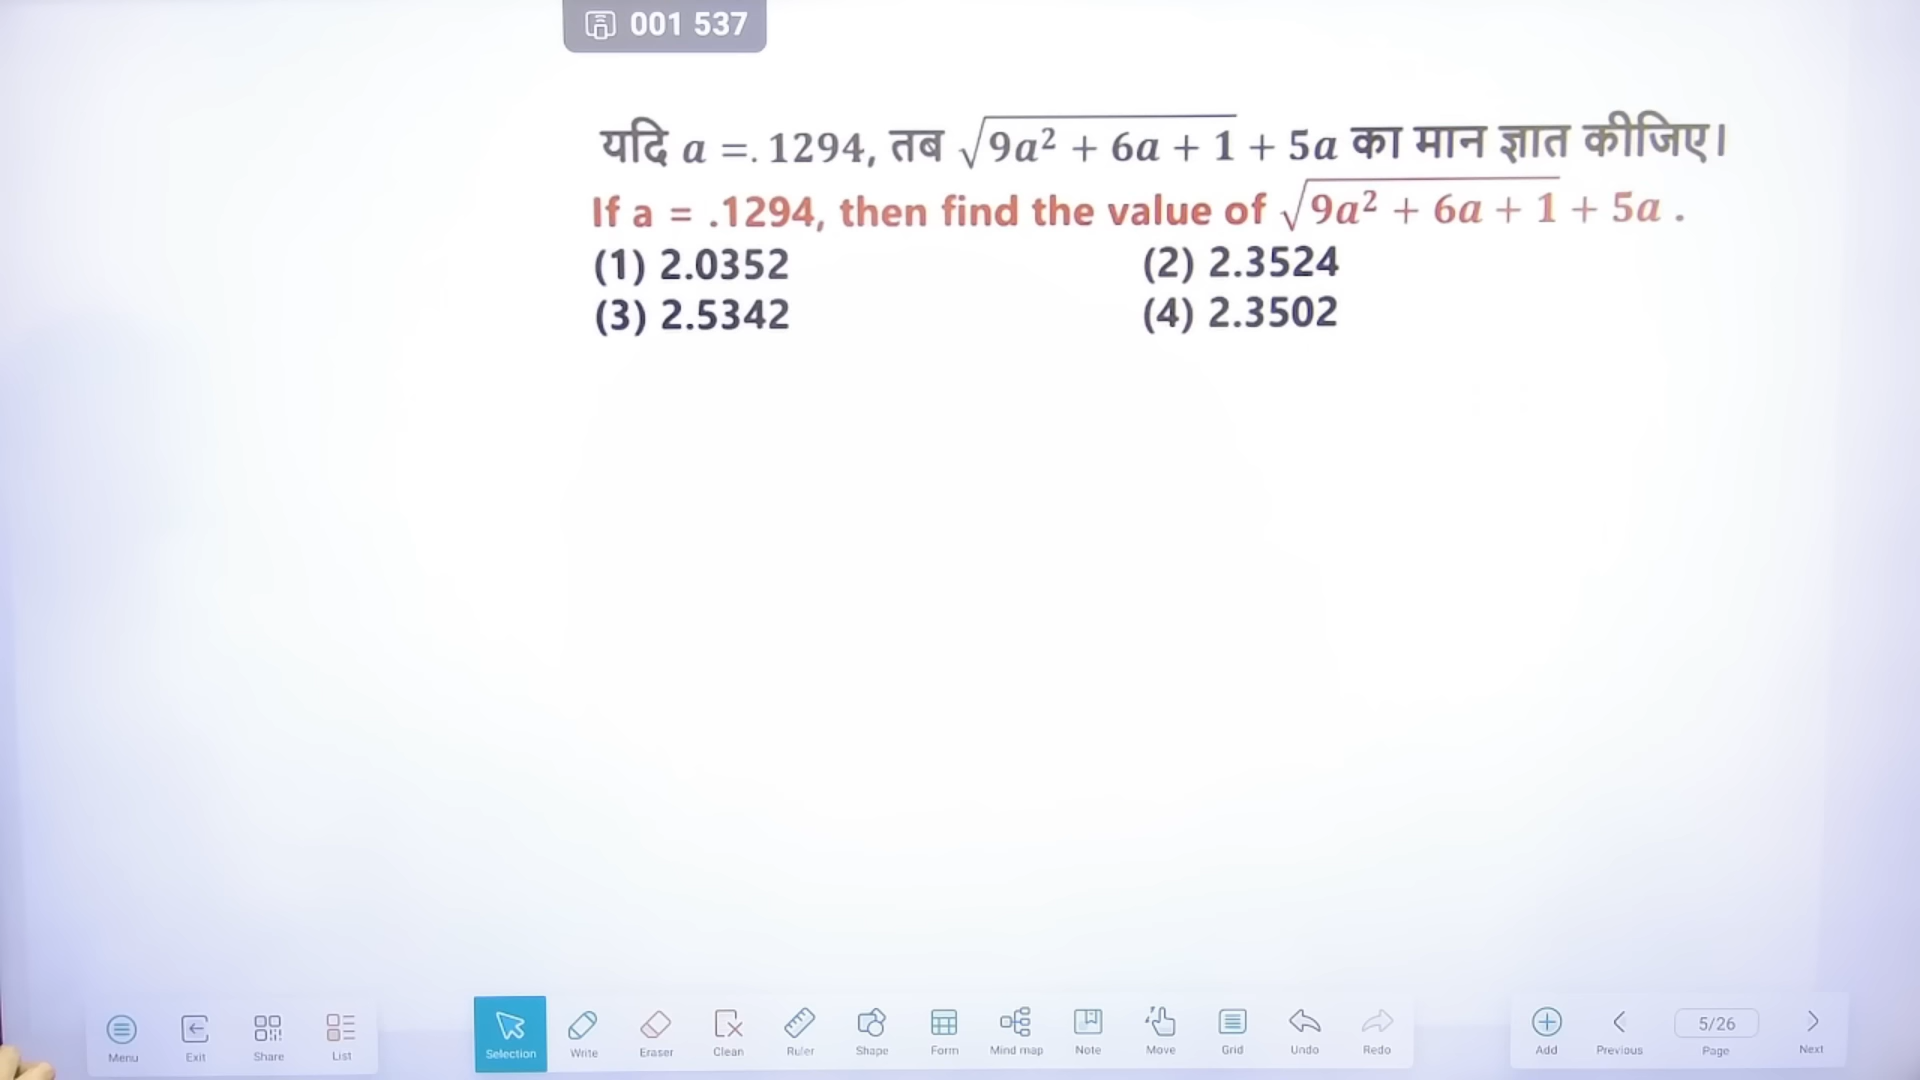 001 537
यदि a =. 1294, तब √9a² + 6a + 1 + 5a का मान ज्ञात कीजिए।
If a = .1294, then find the value of √9a² + 6a + 1 + 5a .
(1) 2.0352 (2) 2.3524
(3) 2.5342 (4) 2.3502
Menu Exit Share List Selection Write Eraser Clean Ruler Shape Form Mind map Note Move Grid Undo Redo Add Previous 5/26 Page Next